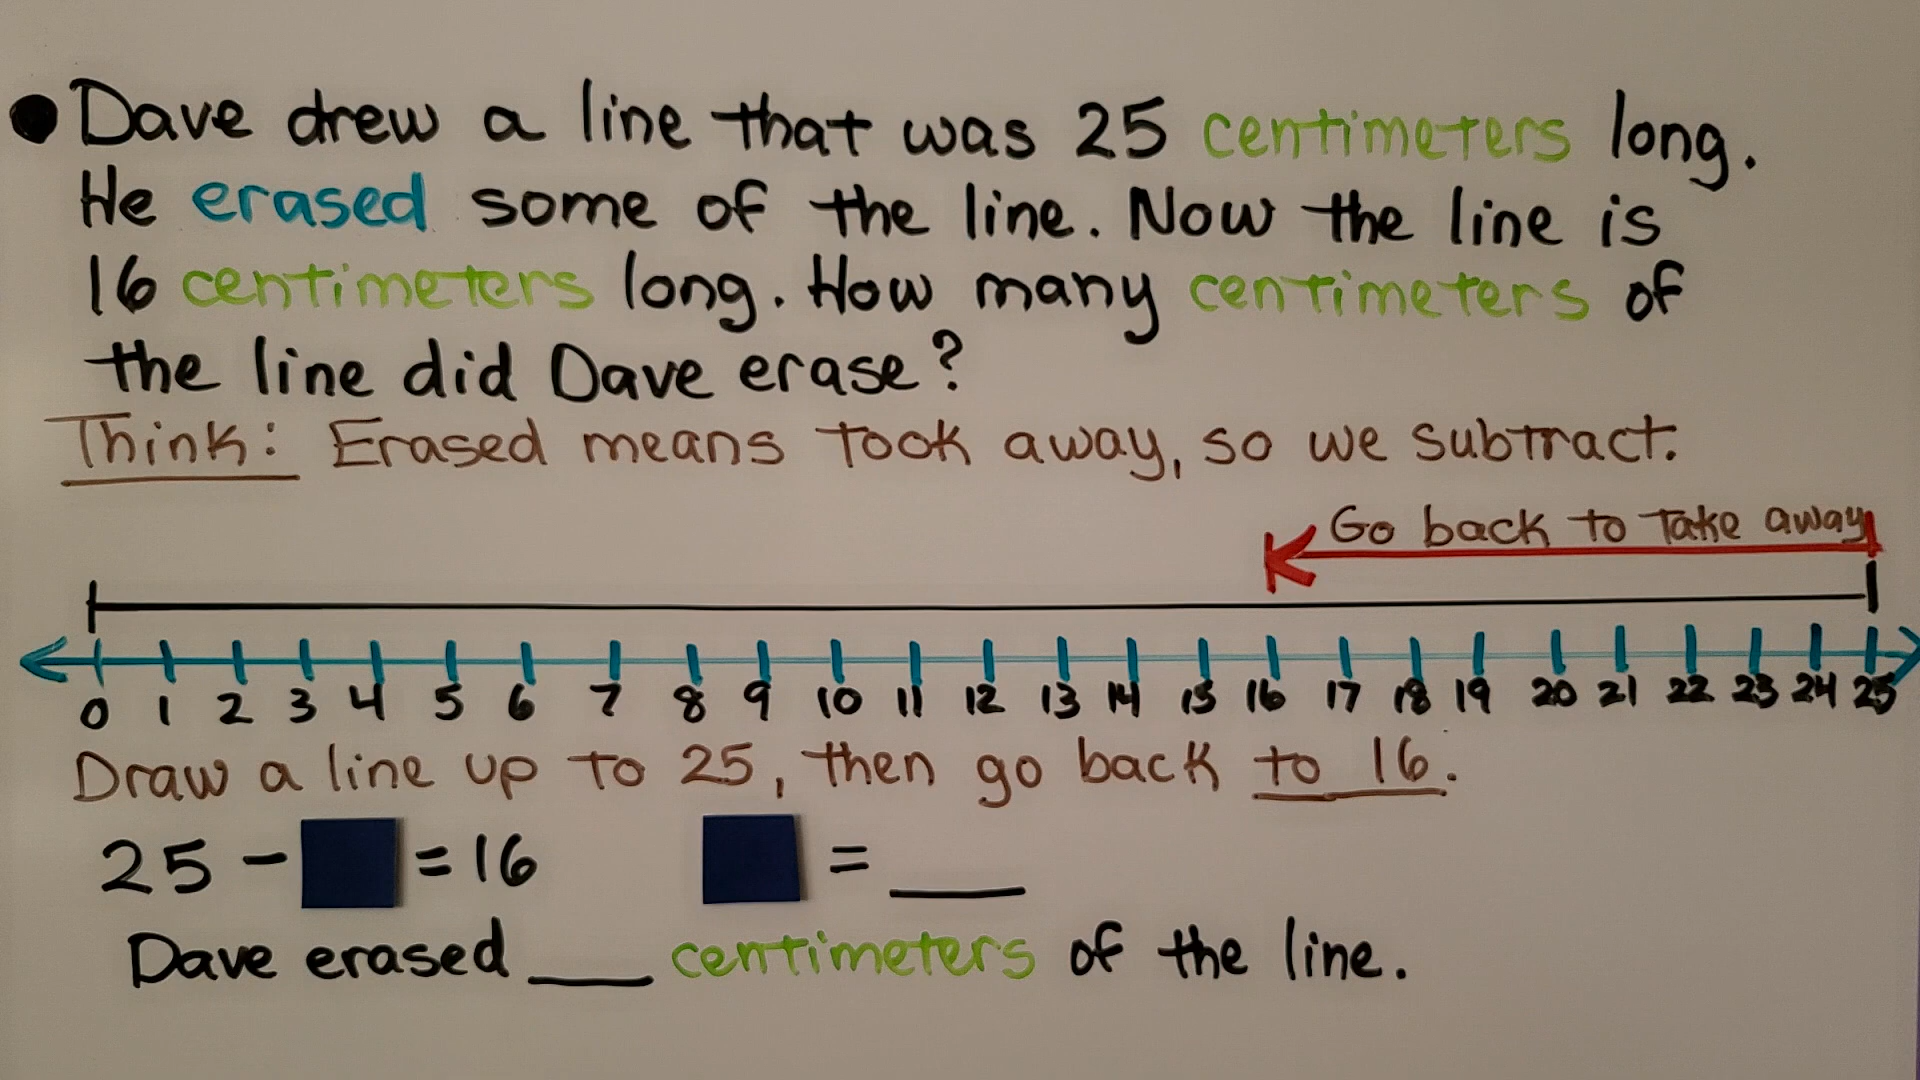 Dave drew a line that was 25 centimeters long.
He erased some of the line. Now the line is
16 centimeters long. How many centimeters of
the line did Dave erase?
Think: Erased means took away, so we subtract.
Go back to take away
0 1 2 3 4 5 6 7 8 9 10 11 12 13 14 15 16 17 18 19 20 21 22 23 24 25
Draw a line up to 25, then go back to 16.
25 - = 16 = ___
Dave erased ___ centimeters of the line.